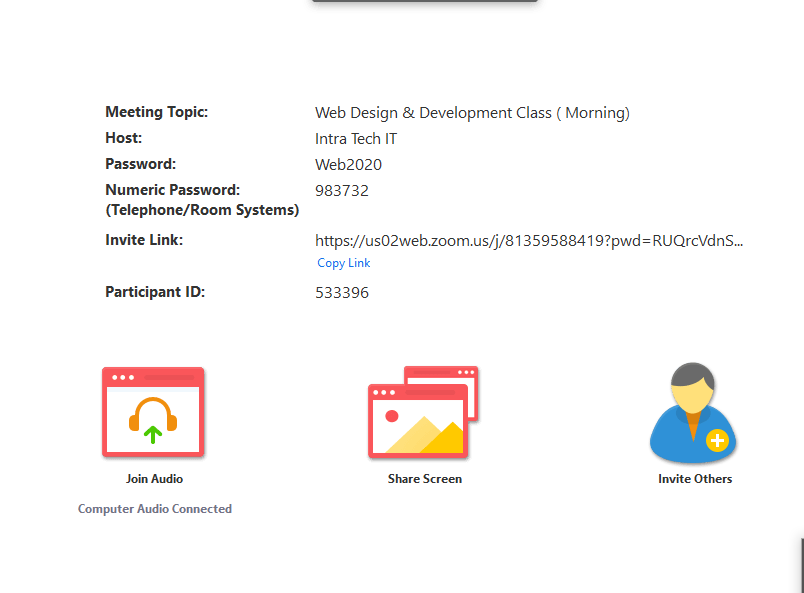 Meeting Topic: Web Design & Development Class ( Morning)
Host: Intra Tech IT
Password: Web2020
Numeric Password: 983732
(Telephone/Room Systems)
Invite Link: https://us02web.zoom.us/j/81359588419?pwd=RUQrcVdnS...
Copy Link
Participant ID: 533396
Join Audio Share Screen Invite Others
Computer Audio Connected